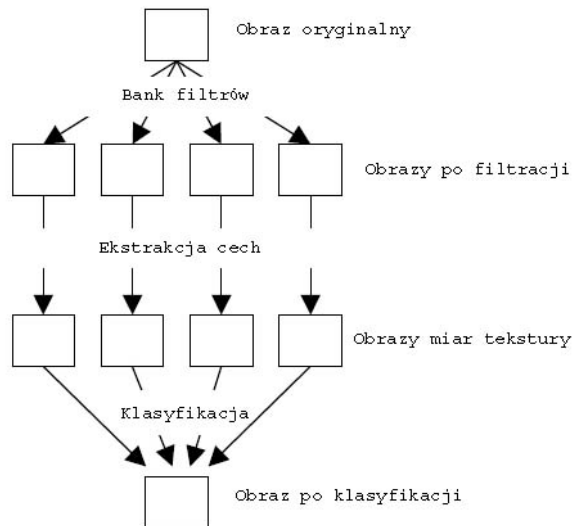 Obraz oryginalny
Bank filtrów
Obrazy po filtracji
Ekstrakcja cech
Obrazy miar tekstury
Klasyfikacja
Obraz po klasyfikacji